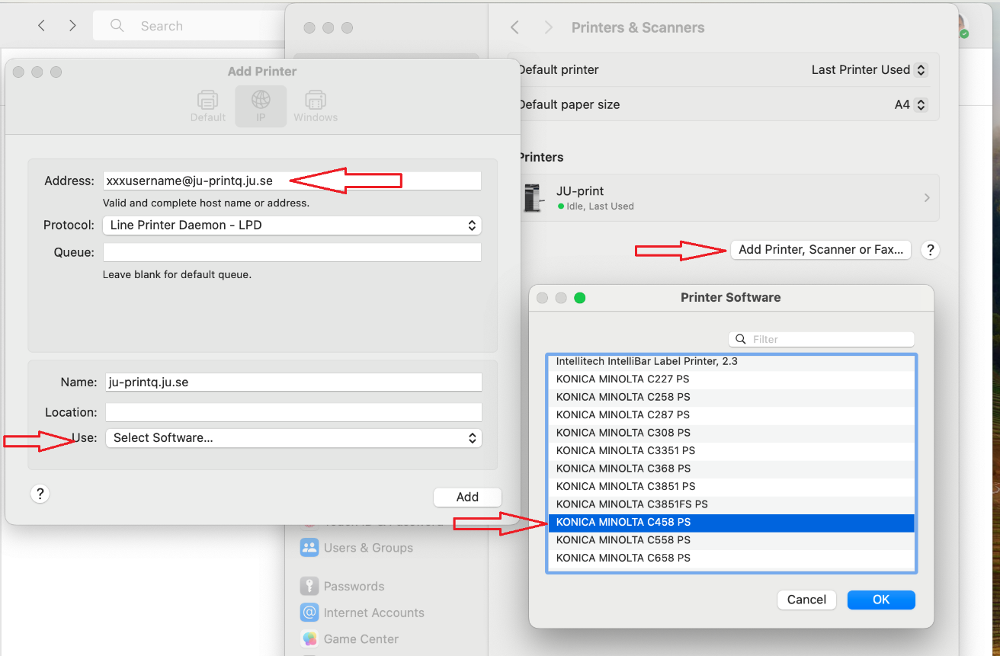 Search
Printers & Scanners
Add Printer
Default
IP
Windows
Default printer
Last Printer Used
Default paper size
A4
Address:
xxxusername@ju-printq.ju.se
Valid and complete host name or address.
Protocol:
Line Printer Daemon - LPD
Queue:
Leave blank for default queue.
Printers
JU-print
Idle, Last Used
Add Printer, Scanner or Fax...
?
Name:
ju-printq.ju.se
Location:
Use:
Select Software...
?
Add
Printer Software
Filter
Intellitech IntelliBar Label Printer, 2.3
KONICA MINOLTA C227 PS
KONICA MINOLTA C258 PS
KONICA MINOLTA C287 PS
KONICA MINOLTA C308 PS
KONICA MINOLTA C3351 PS
KONICA MINOLTA C368 PS
KONICA MINOLTA C3851 PS
KONICA MINOLTA C3851FS PS
KONICA MINOLTA C458 PS
KONICA MINOLTA C558 PS
KONICA MINOLTA C658 PS
Cancel
OK
Users & Groups
Passwords
Internet Accounts
Game Center